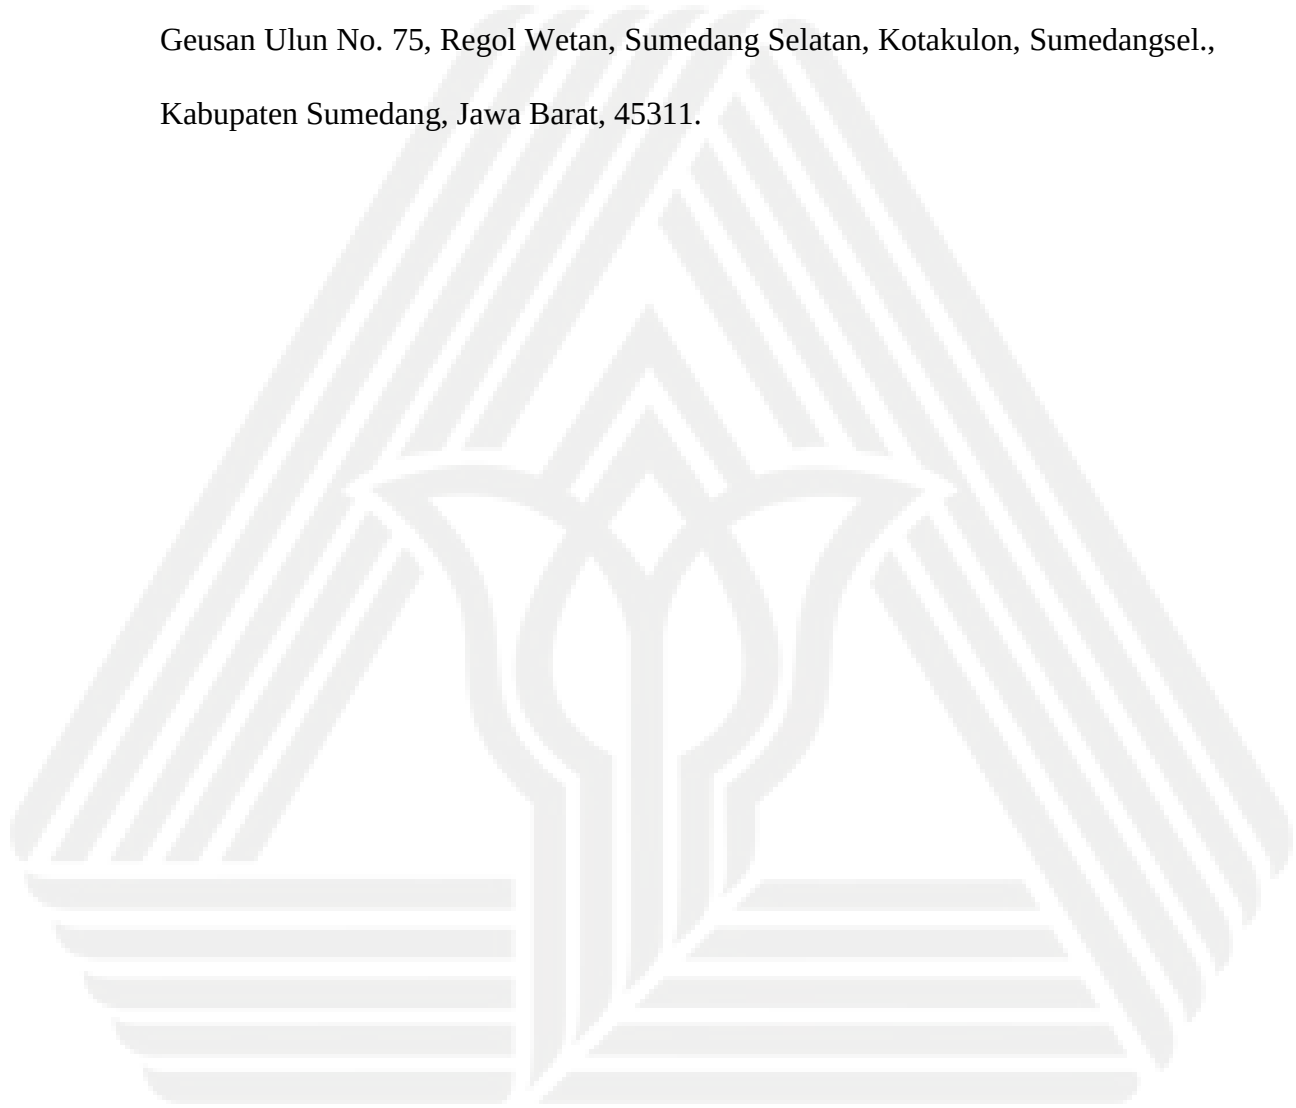 Geusan Ulun No. 75, Regol Wetan, Sumedang Selatan, Kotakulon, Sumedangsel.,
Kabupaten Sumedang, Jawa Barat, 45311.